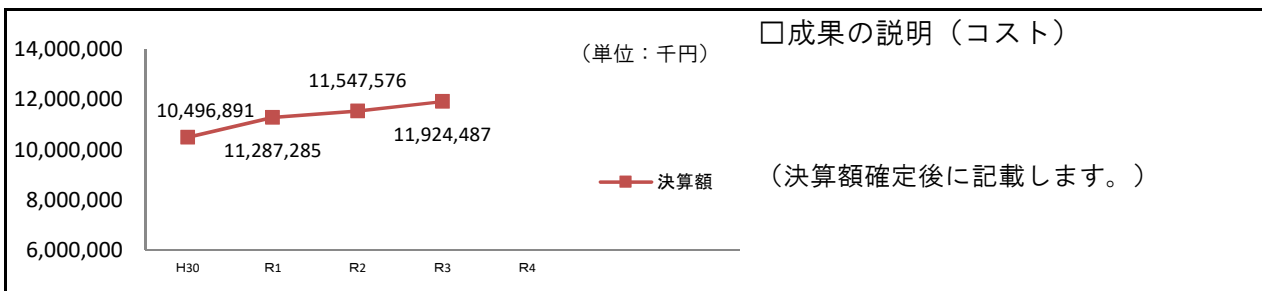 14,000,000
12,000,000
10,000,000
8,000,000
6,000,000
（単位：千円）
10,496,891
11,287,285
11,547,576
11,924,487
決算額
H30 R1 R2 R3 R4
□成果の説明（コスト）
（決算額確定後に記載します。）